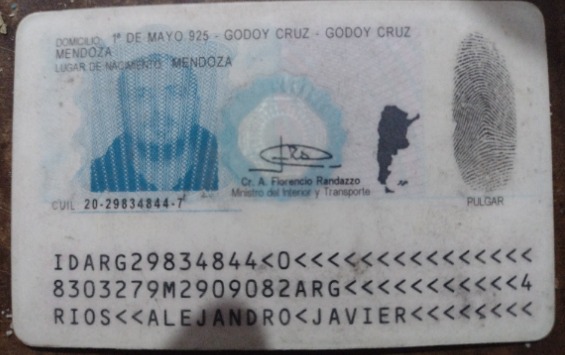 DOMICILIO: 1º DE MAYO 925 - GODOY CRUZ - GODOY CRUZ
MENDOZA
LUGAR DE NACIMIENTO: MENDOZA
Cr. A. Florencio Randazzo
Ministro del Interior y Transporte
CUIL 20-29834844-7
PULGAR
IDARG29834844<0<<<<<<<<<<<<<<<
8303279M2909082ARG<<<<<<<<<<<4
RIOS<<ALEJANDRO<JAVIER<<<<<<<<